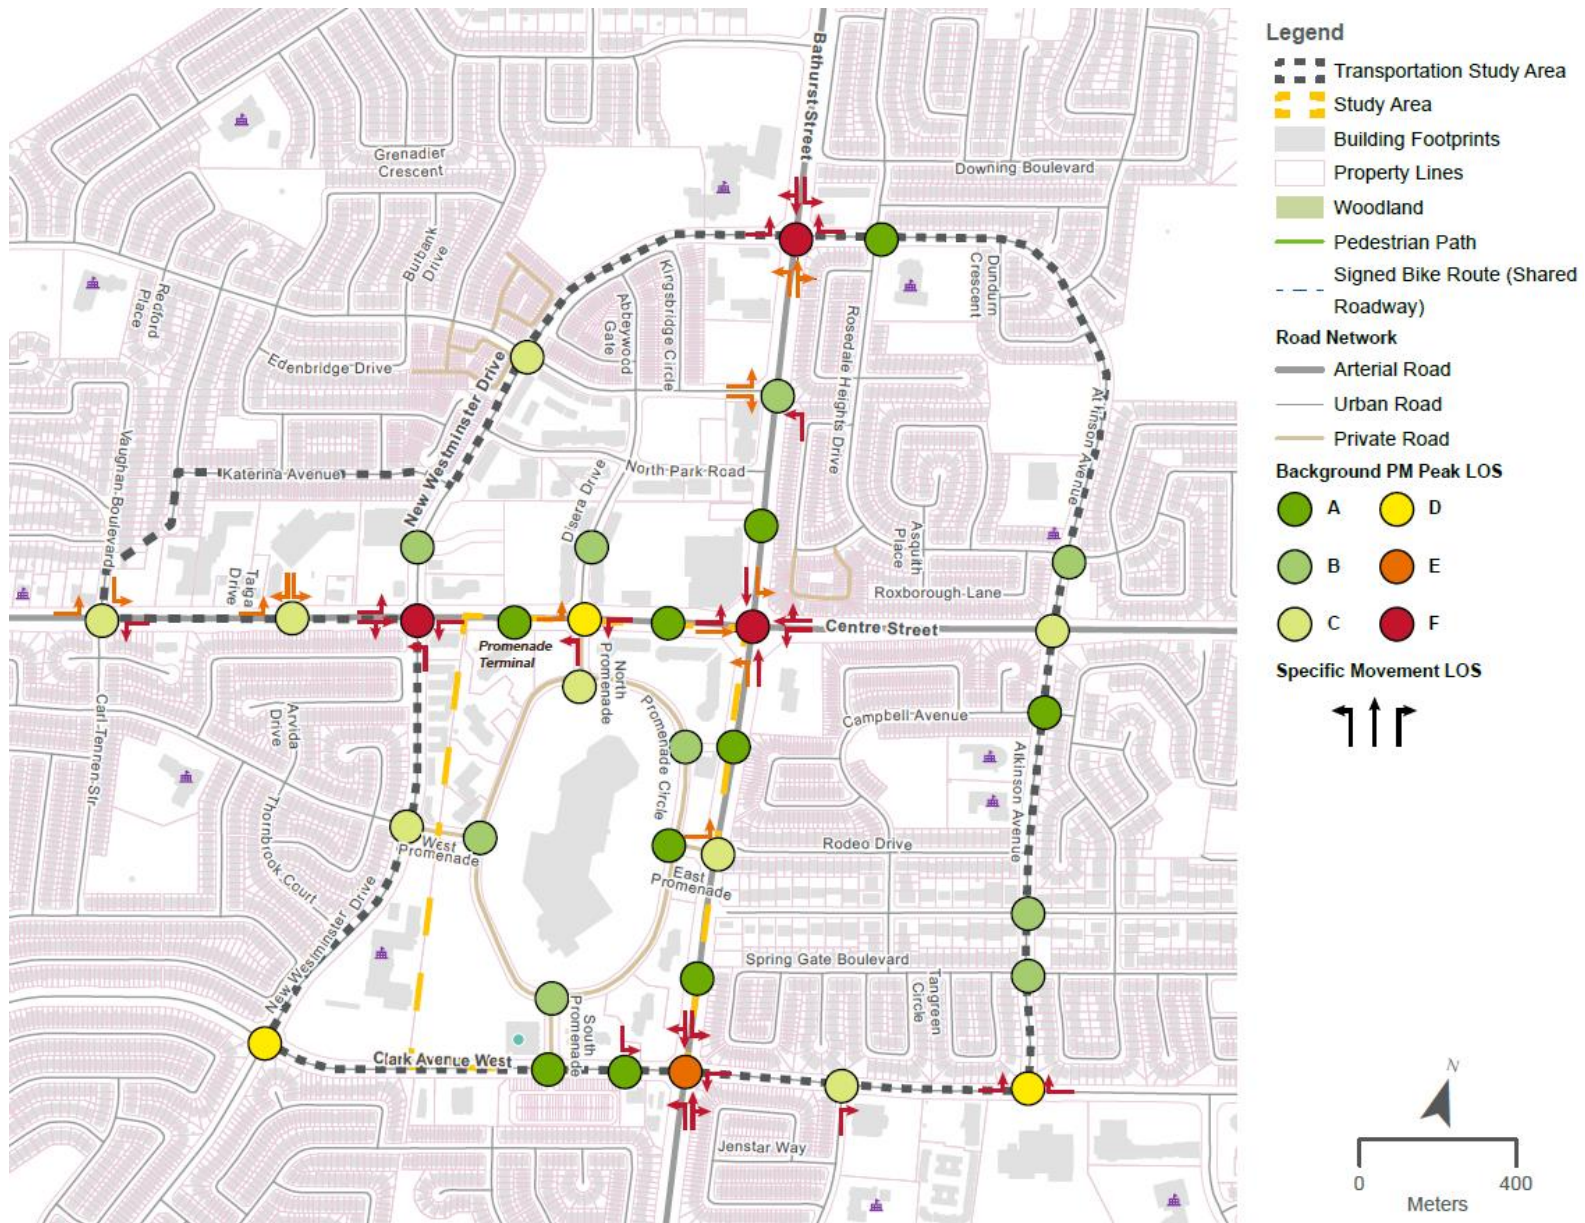 Bathurst Street
Grenadier
Crescent
Downing Boulevard
Burbank
Drive
Redford
Place
Kingsbridge Circle
Abbeywood
Gate
Dundurn
Crescent
Rosedale Heights Drive
Edenbridge Drive
New Westminster Drive
Atkinson Avenue
Vaughan Boulevard
Katerina Avenue
North Park Road
Disera Drive
Asquith
Place
Taiga
Drive
Roxborough Lane
Centre Street
Promenade
Terminal
North
Promenade
Carl Tennen Str
Arvida
Drive
Promenade Circle
Campbell Avenue
Atkinson Avenue
Thornbrook Court
West
Promenade
Rodeo Drive
East
Promenade
New Westminster Drive
Spring Gate Boulevard
Tangreen
Circle
South
Promenade
Clark Avenue West
Jenstar Way
Legend
Transportation Study Area
Study Area
Building Footprints
Property Lines
Woodland
Pedestrian Path
Signed Bike Route (Shared
Roadway)
Road Network
Arterial Road
Urban Road
Private Road
Background PM Peak LOS
A D
B E
C F
Specific Movement LOS
N
0 400
Meters